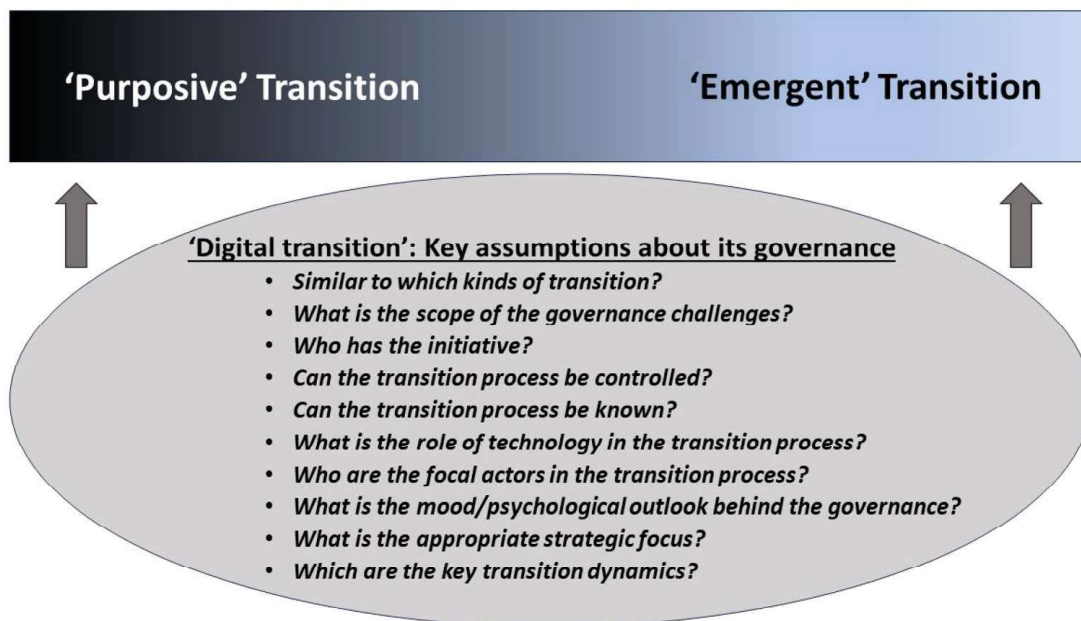 ‘Purposive’ Transition
‘Emergent’ Transition
‘Digital transition’: Key assumptions about its governance
• Similar to which kinds of transition?
• What is the scope of the governance challenges?
• Who has the initiative?
• Can the transition process be controlled?
• Can the transition process be known?
• What is the role of technology in the transition process?
• Who are the focal actors in the transition process?
• What is the mood/psychological outlook behind the governance?
• What is the appropriate strategic focus?
• Which are the key transition dynamics?